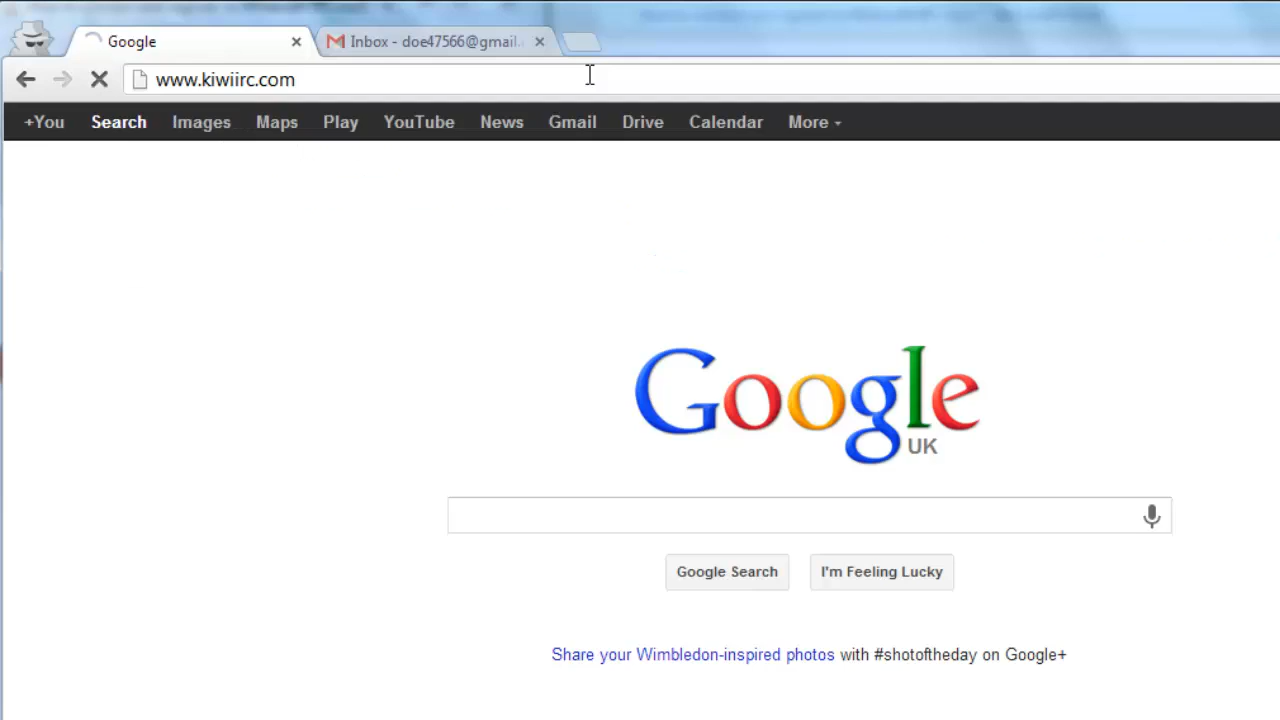 Google
Inbox - doe47566@gmail.
www.kiwiirc.com
+You Search Images Maps Play YouTube News Gmail Drive Calendar More
Google
UK
Google Search I'm Feeling Lucky
Share your Wimbledon-inspired photos with #shotoftheday on Google+